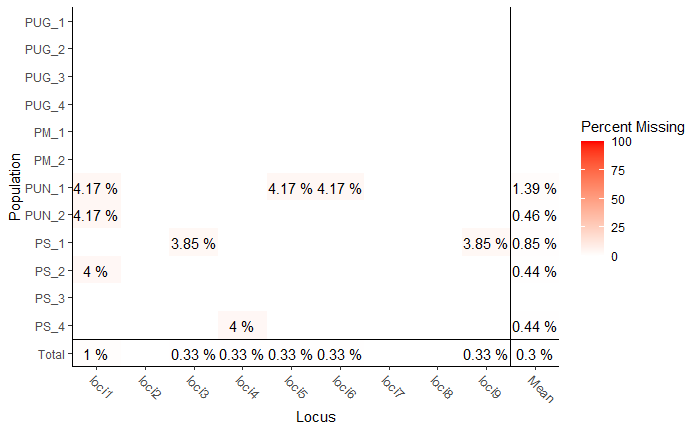 PUG_1
PUG_2
PUG_3
PUG_4
PM_1
PM_2
PUN_1 4.17 % 4.17 % 4.17 % 1.39 %
PUN_2 4.17 % 0.46 %
PS_1 3.85 % 3.85 % 0.85 %
PS_2 4 % 0.44 %
PS_3
PS_4 4 % 0.44 %
Total 1 % 0.33 % 0.33 % 0.33 % 0.33 % 0.33 % 0.3 %
locl1 locl2 locl3 locl4 locl5 locl6 locl7 locl8 locl9 Mean
Locus
Population
Percent Missing
100
75
50
25
0